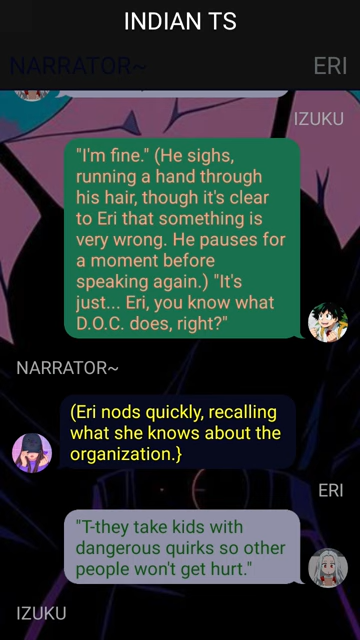 INDIAN TS
NARRATOR~
ERI
IZUKU
"I'm fine." (He sighs,
running a hand through
his hair, though it's clear
to Eri that something is
very wrong. He pauses for
a moment before
speaking again.) "It's
just... Eri, you know what
D.O.C. does, right?"
NARRATOR~
(Eri nods quickly, recalling
what she knows about the
organization.}
ERI
"T-they take kids with
dangerous quirks so other
people won't get hurt."
IZUKU